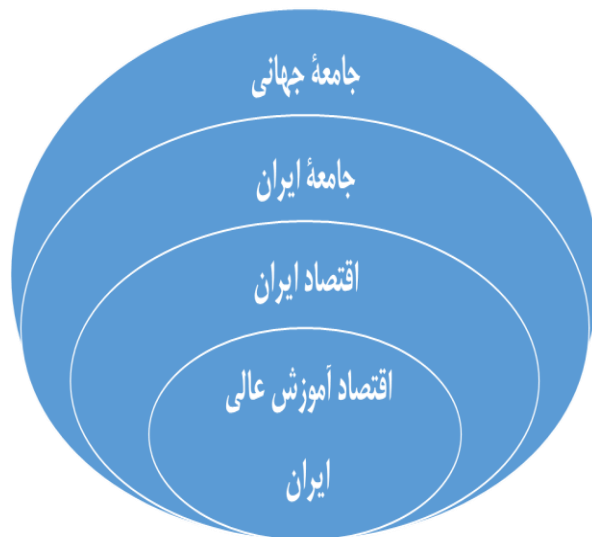 جامعهٔ جهانی
جامعهٔ ایران
اقتصاد ایران
اقتصاد آموزش عالی
ایران